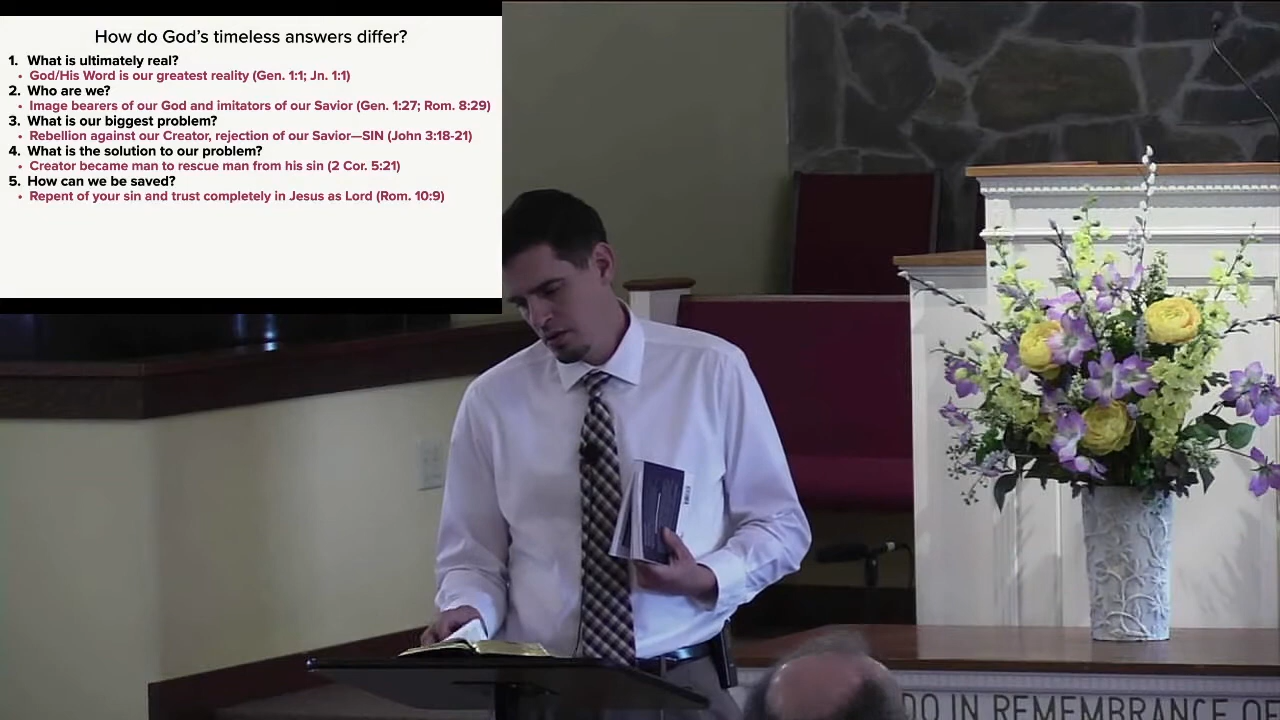 How do God's timeless answers differ?
1. What is ultimately real?
• God/His Word is our greatest reality (Gen. 1:1; Jn. 1:1)
2. Who are we?
• Image bearers of our God and imitators of our Savior (Gen. 1:27; Rom. 8:29)
3. What is our biggest problem?
• Rebellion against our Creator, rejection of our Savior—SIN (John 3:18-21)
4. What is the solution to our problem?
• Creator became man to rescue man from his sin (2 Cor. 5:21)
5. How can we be saved?
• Repent of your sin and trust completely in Jesus as Lord (Rom. 10:9)
DO IN REMEMBRANCE OF